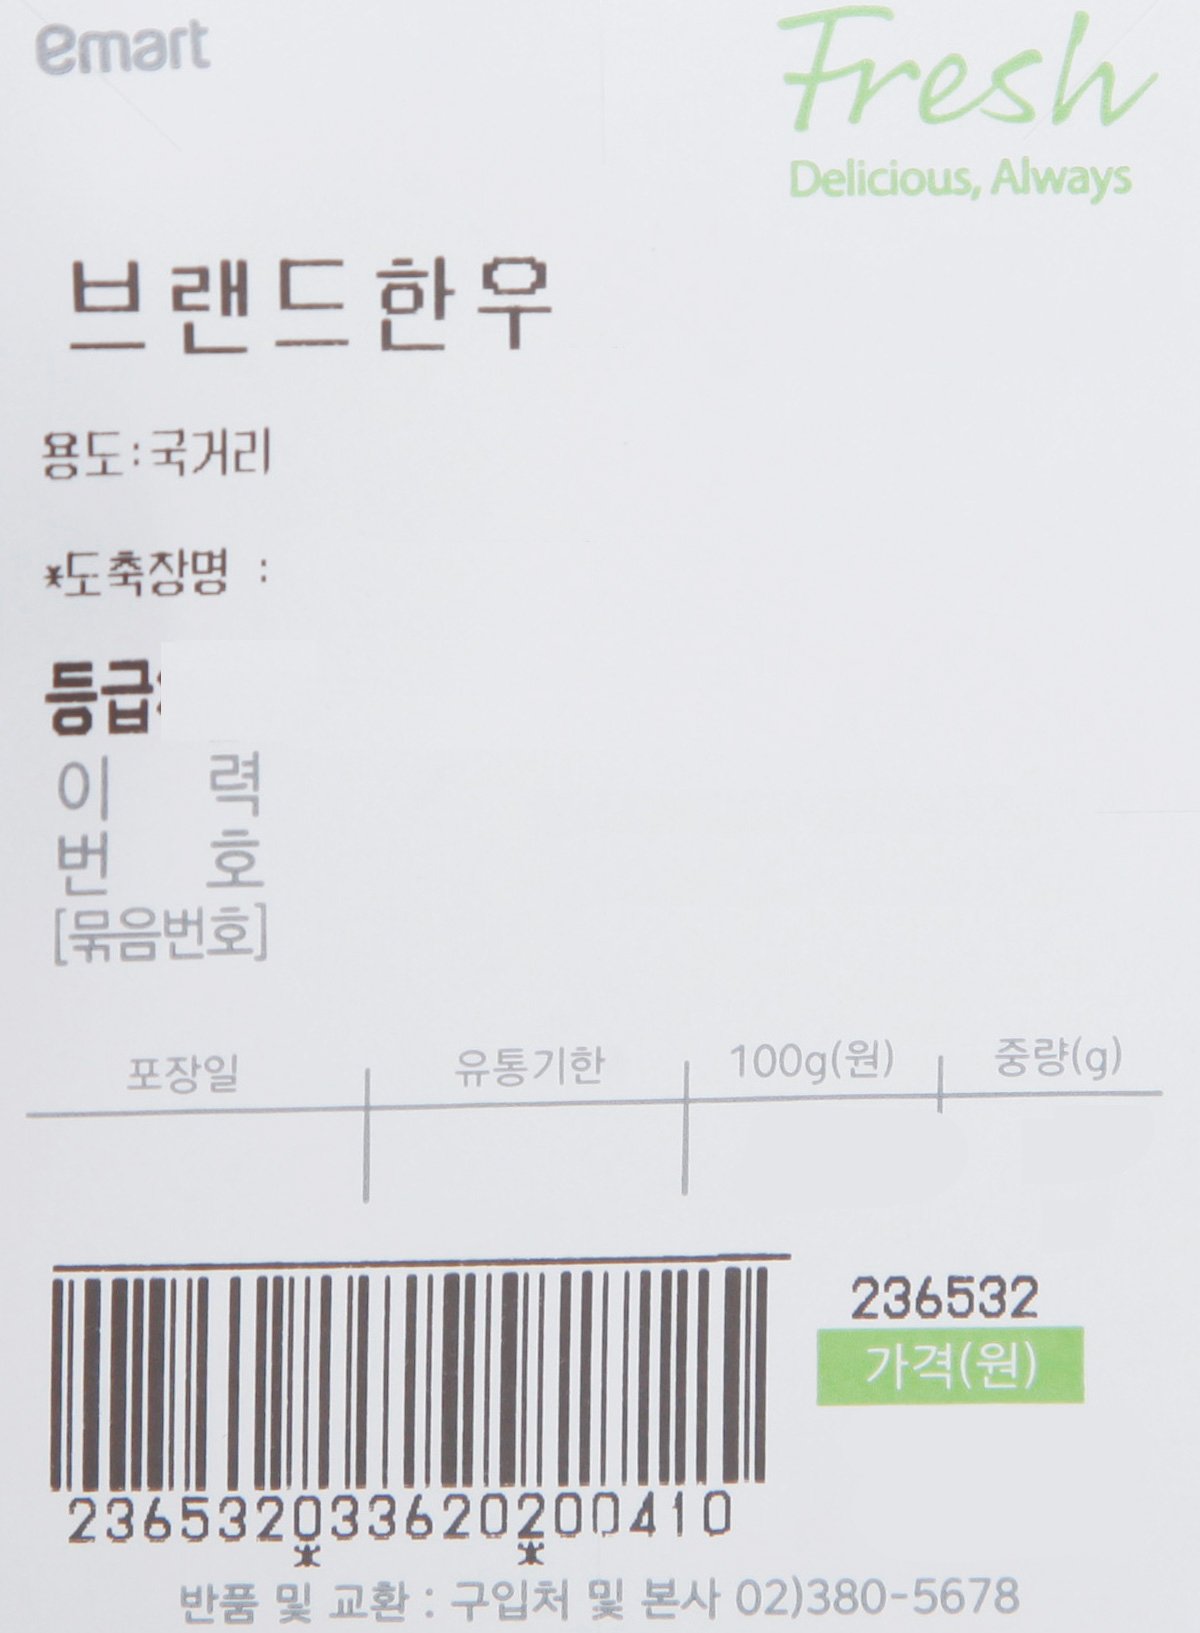 emart
Fresh
Delicious, Always
브랜드한우
용도:국거리
*도축장명 :
등급
이 력
번 호
[묶음번호]
포장일 유통기한 100g(원) 중량(g)
236532
가격(원)
236532033620200410
* *
반품 및 교환 : 구입처 및 본사 02)380-5678